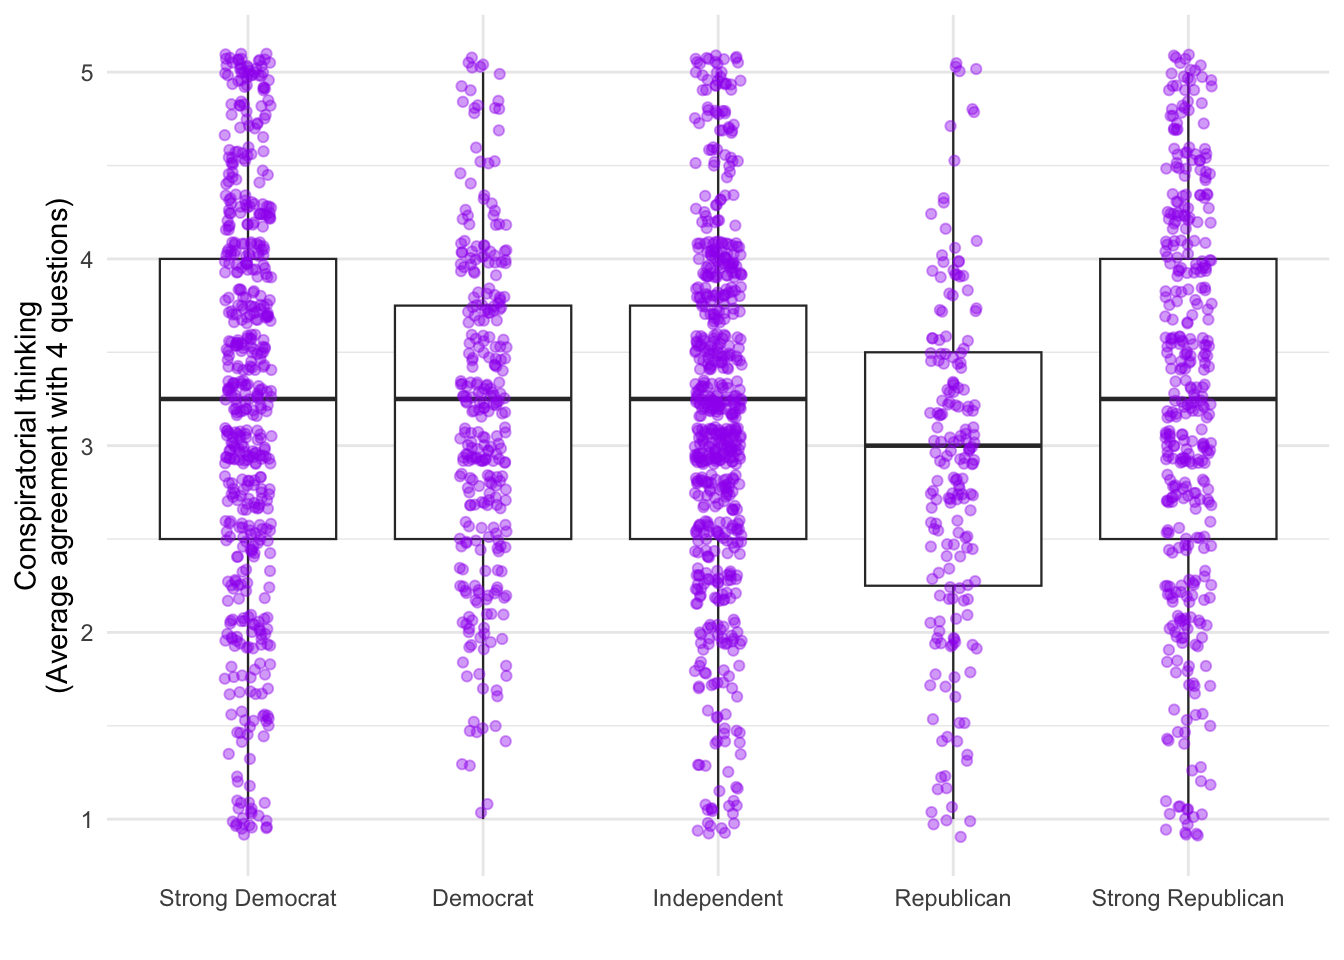 Conspiratorial thinking
(Average agreement with 4 questions)
5
4
3
2
1
Strong Democrat
Democrat
Independent
Republican
Strong Republican